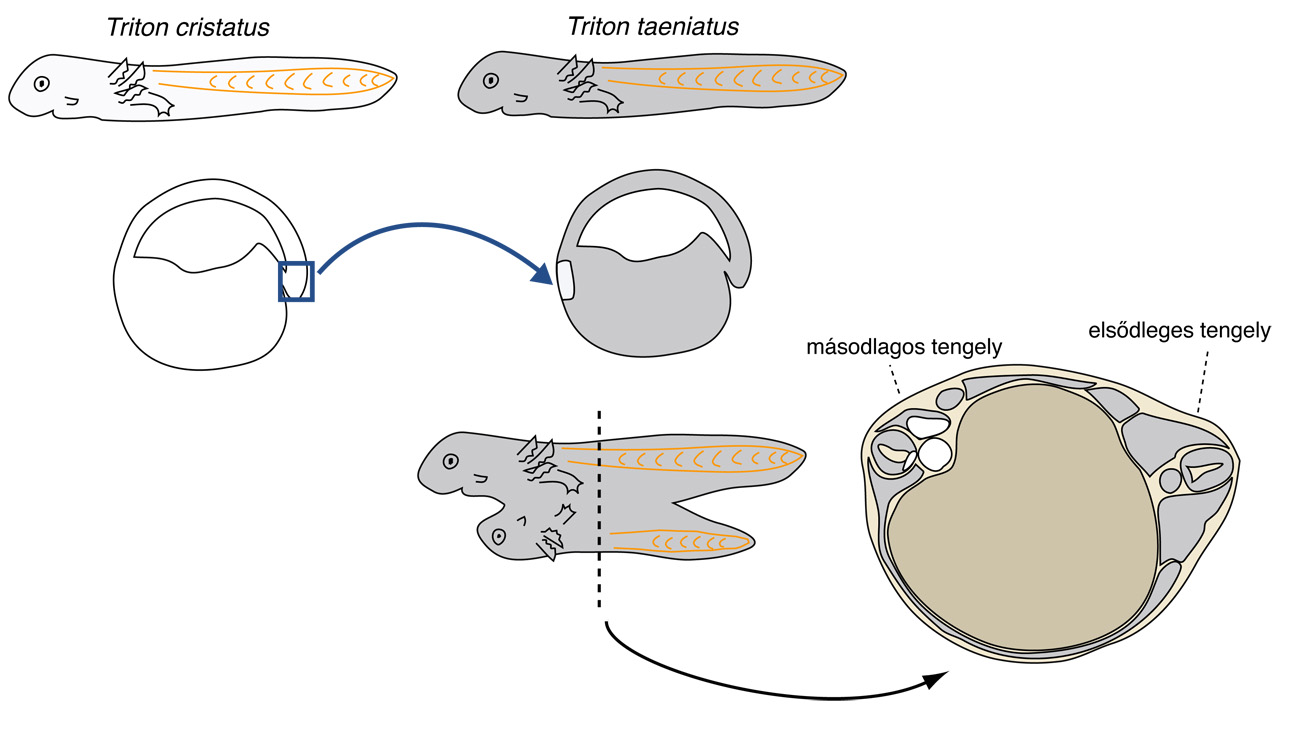 Triton cristatus
Triton taeniatus
elsődleges tengely
másodlagos tengely